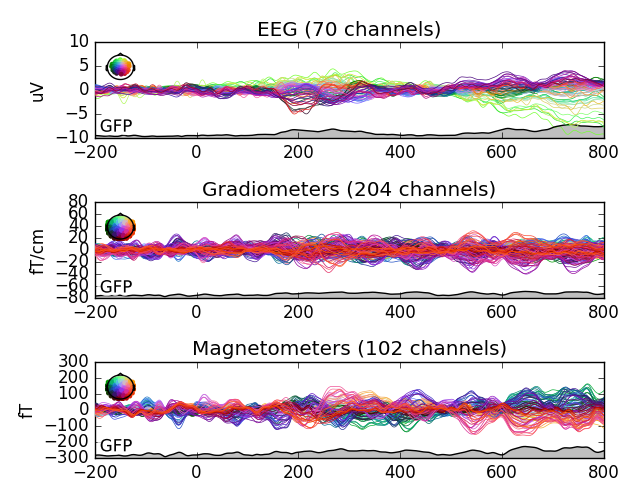 EEG (70 channels)
10
5
0
−5
−10
uV
GFP
−200 0 200 400 600 800
Gradiometers (204 channels)
80
60
40
20
0
−20
−40
−60
−80
fT/cm
GFP
−200 0 200 400 600 800
Magnetometers (102 channels)
300
200
100
0
−100
−200
−300
fT
GFP
−200 0 200 400 600 800